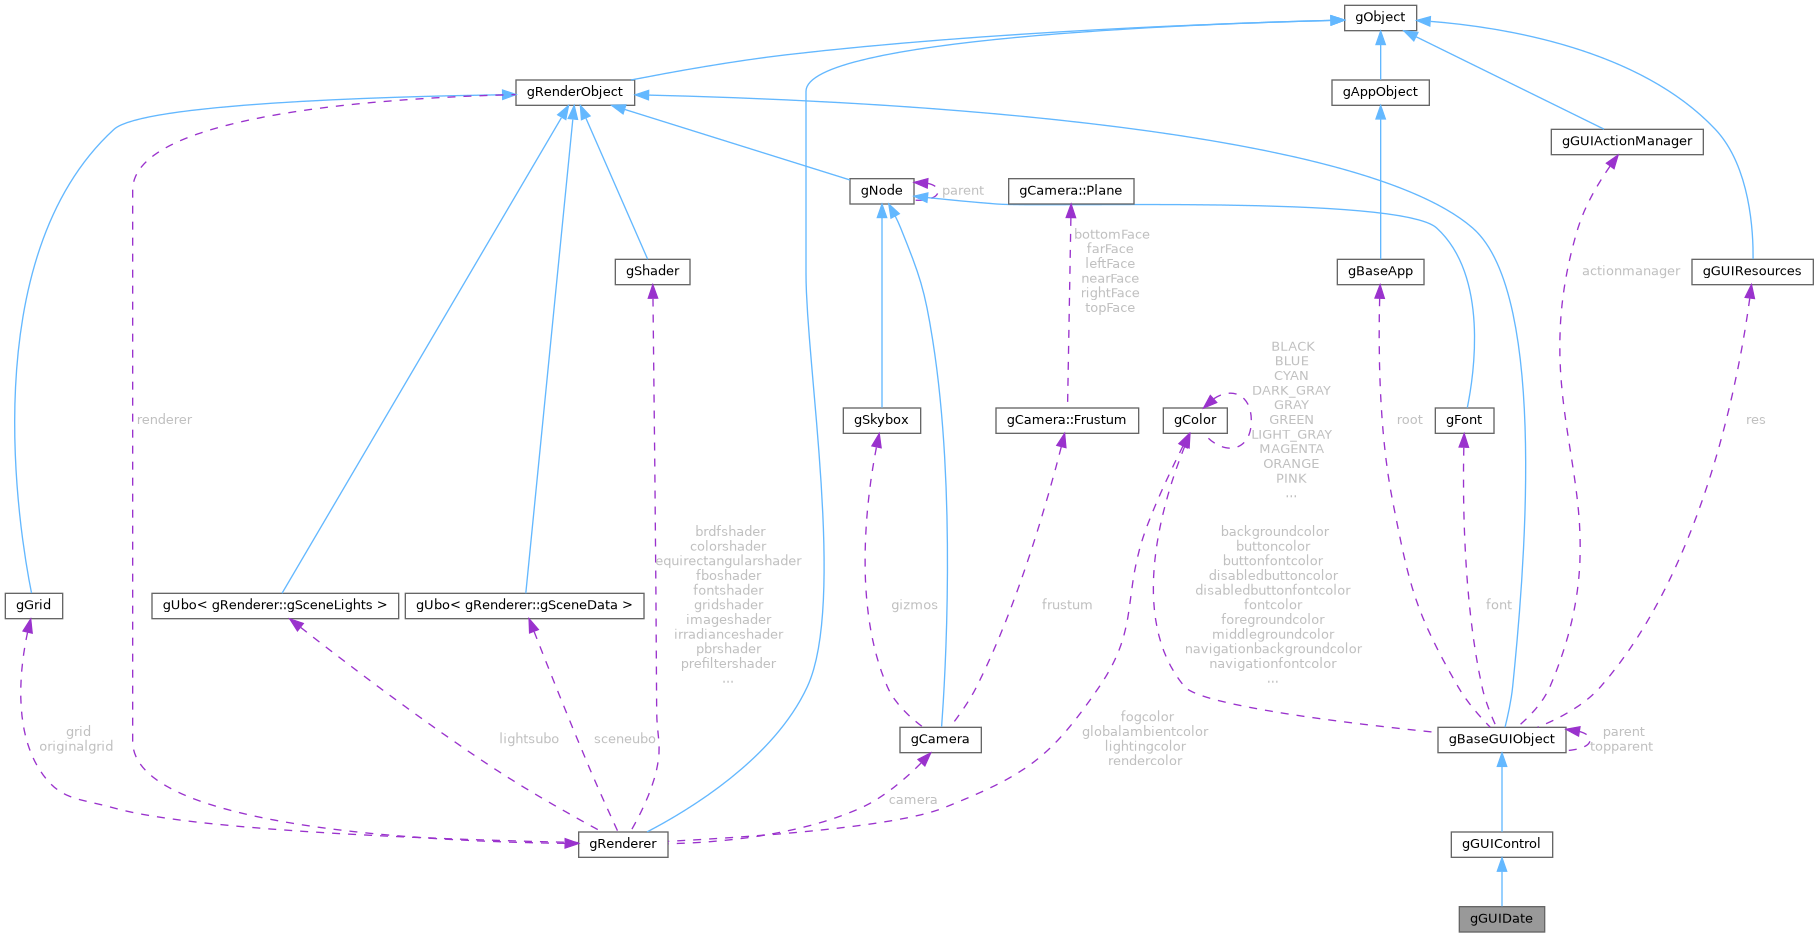 gObject
gRenderObject
gAppObject
gGUIActionManager
gNode
parent
gCamera::Plane
bottomFace
farFace
leftFace
nearFace
rightFace
topFace
gShader
gBaseApp
actionmanager
gGUIResources
BLACK
BLUE
CYAN
DARK_GRAY
GRAY
GREEN
LIGHT_GRAY
MAGENTA
ORANGE
PINK
...
renderer
gSkybox
gCamera::Frustum
gColor
root
gFont
res
brdfshader
colorshader
equirectangularshader
fboshader
fontshader
gridshader
imageshader
irradianceshader
pbrshader
prefiltershader
...
backgroundcolor
buttoncolor
buttonfontcolor
disabledbuttoncolor
disabledbuttonfontcolor
fontcolor
foregroundcolor
middlegroundcolor
navigationbackgroundcolor
navigationfontcolor
...
gGrid
gUbo< gRenderer::gSceneLights >
gUbo< gRenderer::gSceneData >
gizmos
frustum
font
grid
originalgrid
lightsubo
sceneubo
gCamera
fogcolor
globalambientcolor
lightingcolor
rendercolor
gBaseGUIObject
parent
topparent
camera
gRenderer
gGUIControl
gGUIDate